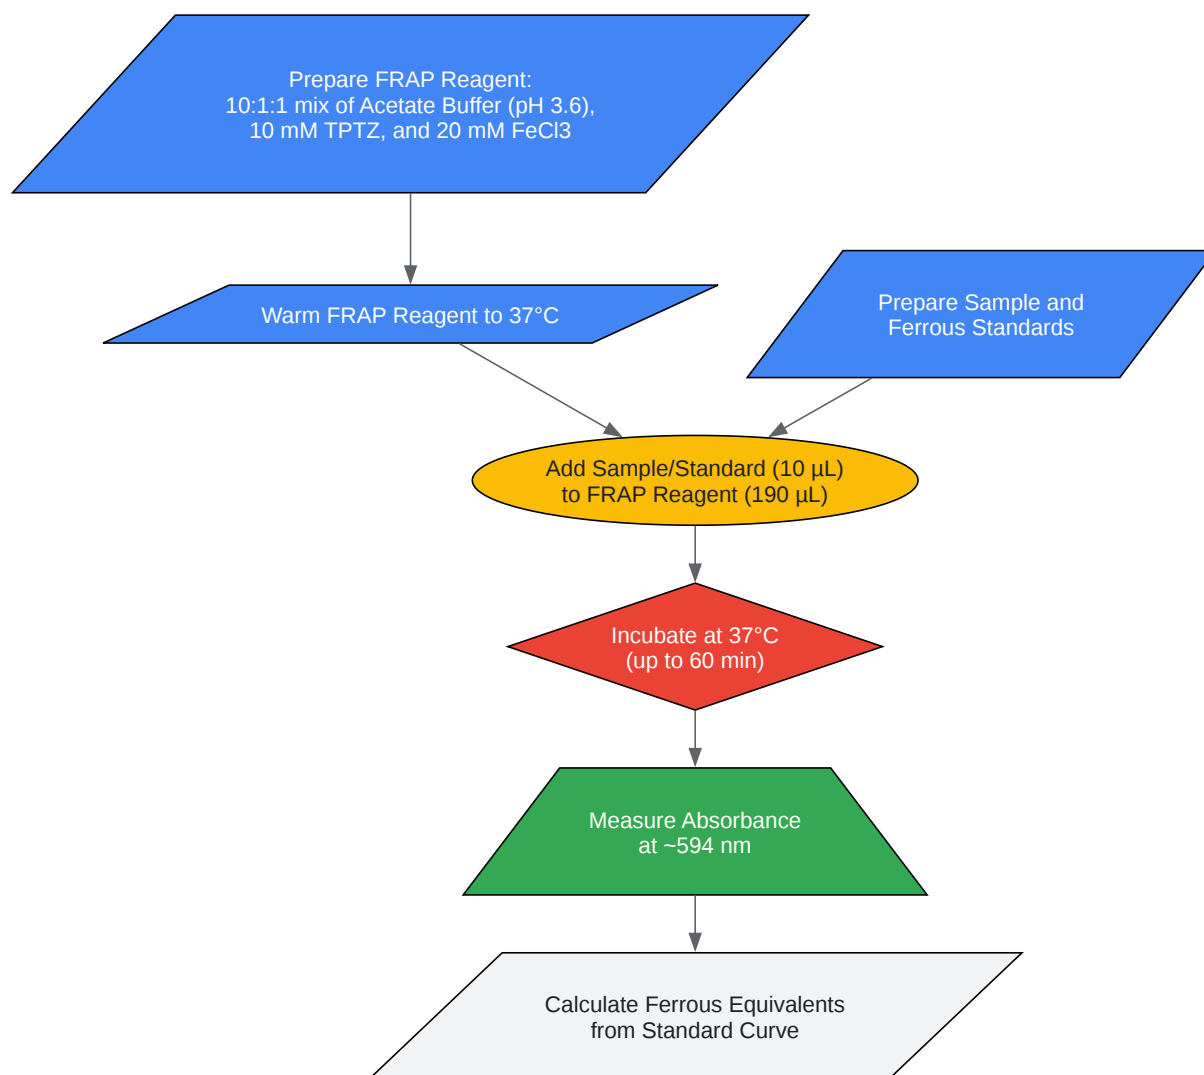 Prepare FRAP Reagent:
10:1:1 mix of Acetate Buffer (pH 3.6),
10 mM TPTZ, and 20 mM FeCl3
Warm FRAP Reagent to 37°C
Prepare Sample and
Ferrous Standards
Add Sample/Standard (10 µL)
to FRAP Reagent (190 µL)
Incubate at 37°C
(up to 60 min)
Measure Absorbance
at ~594 nm
Calculate Ferrous Equivalents
from Standard Curve